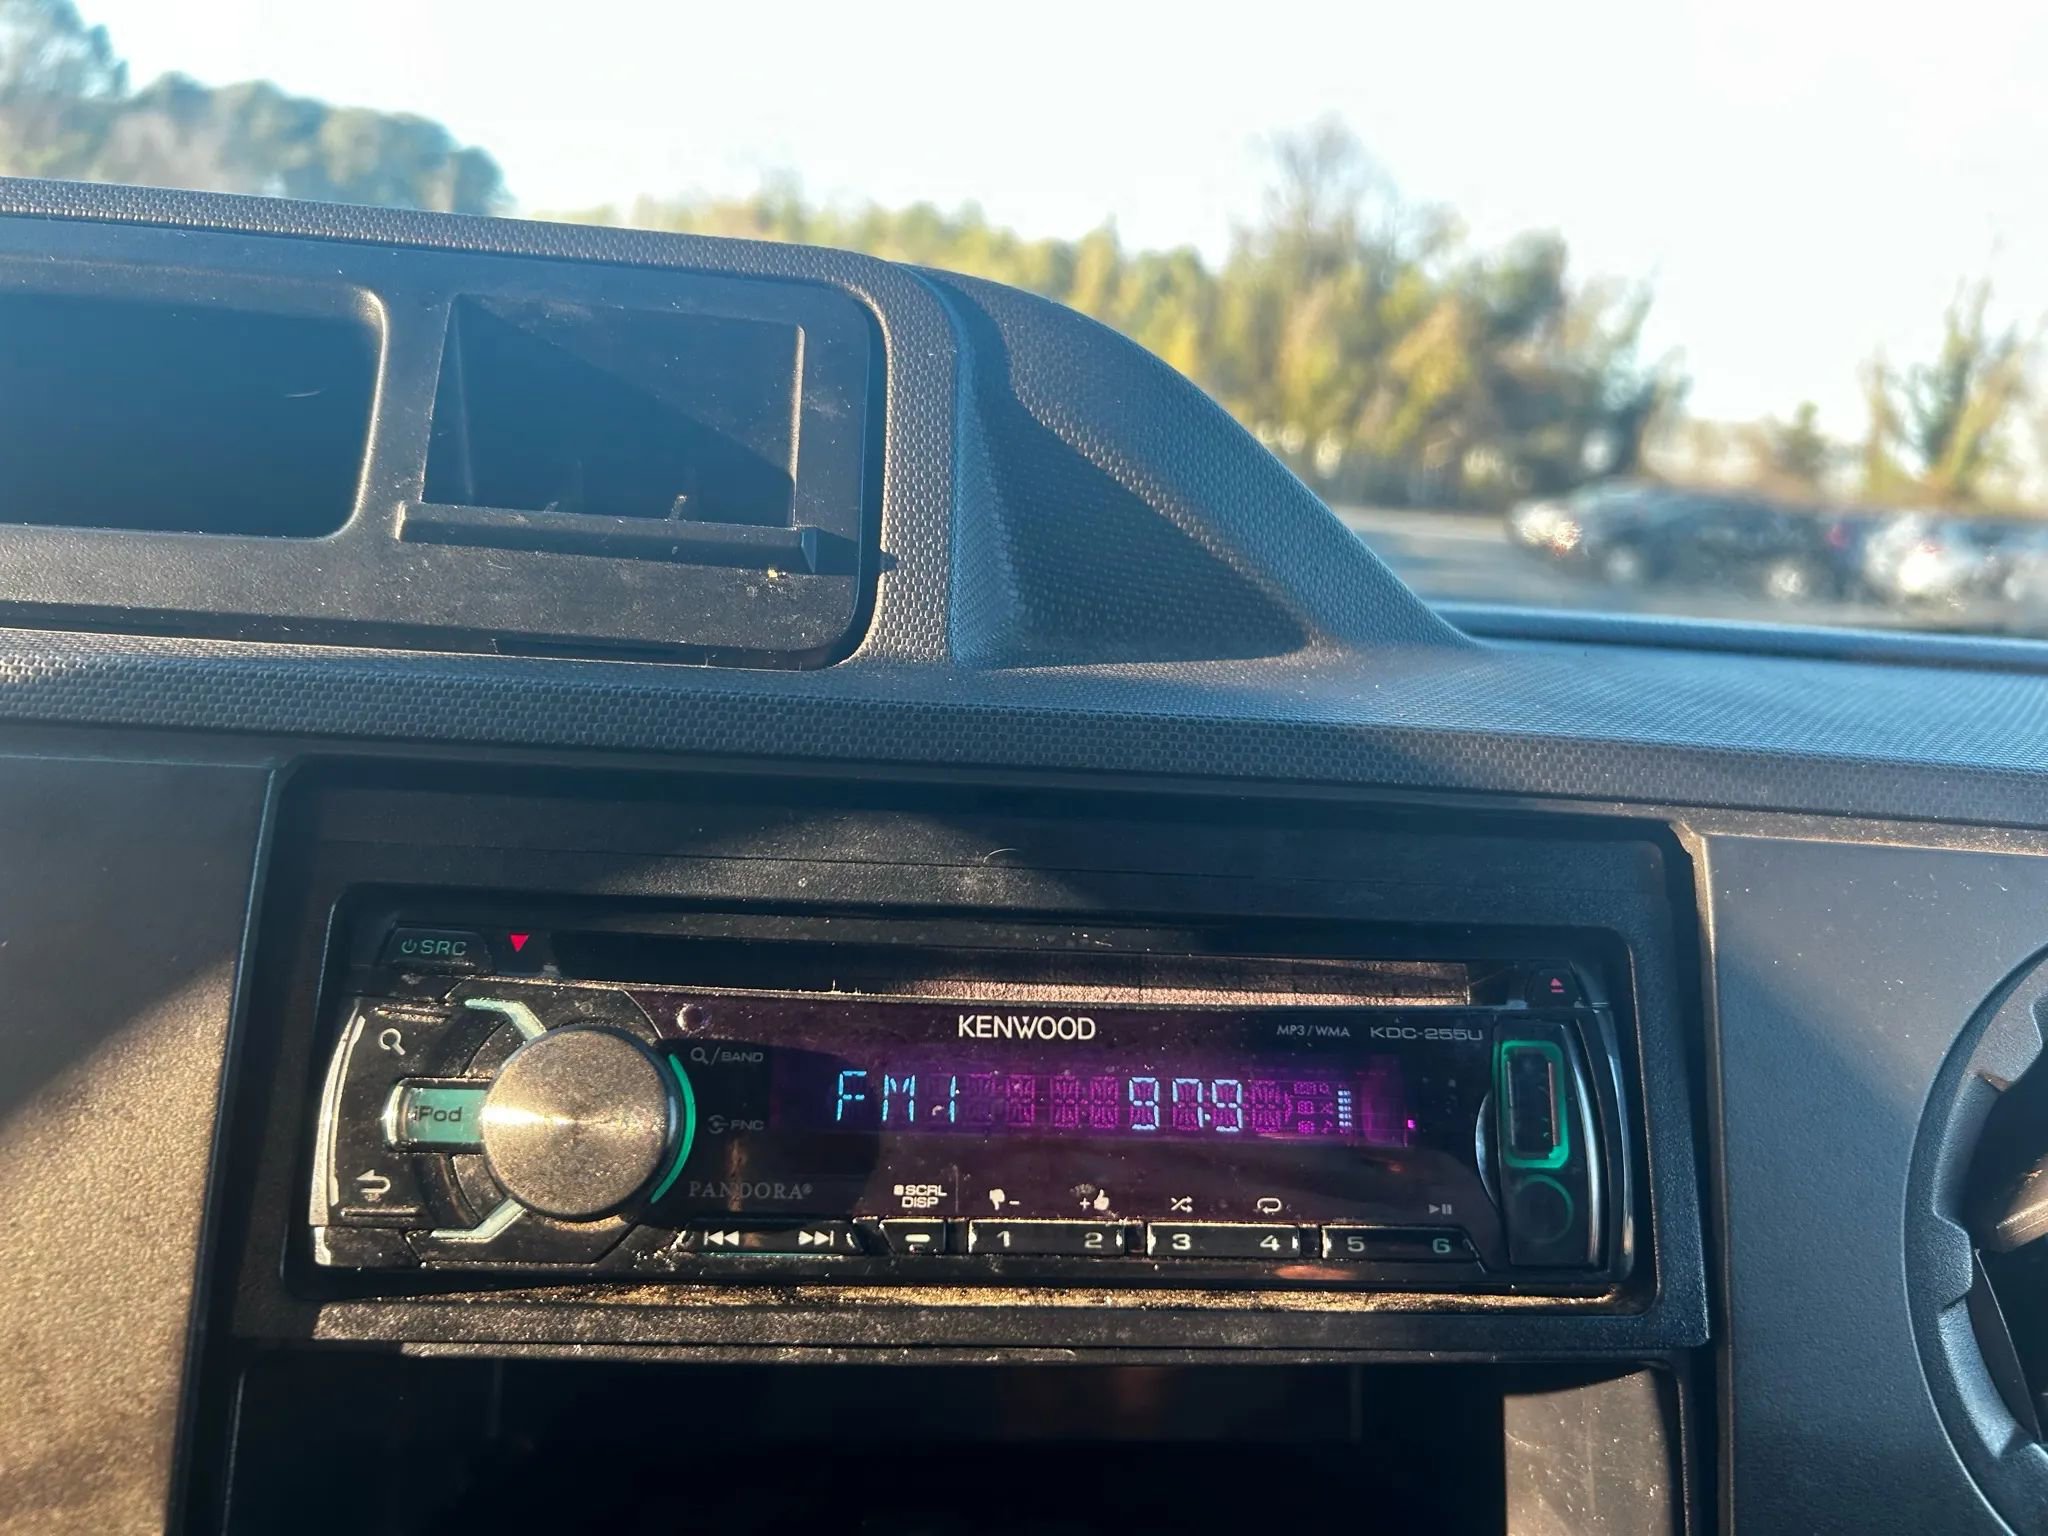 SRC
KENWOOD
MP3/WMA KDC-255U
/BAND
iPod
FM1 97.9
FNC
PANDORA®
SCRL
DISP
-
+
1 2 3 4 5 6